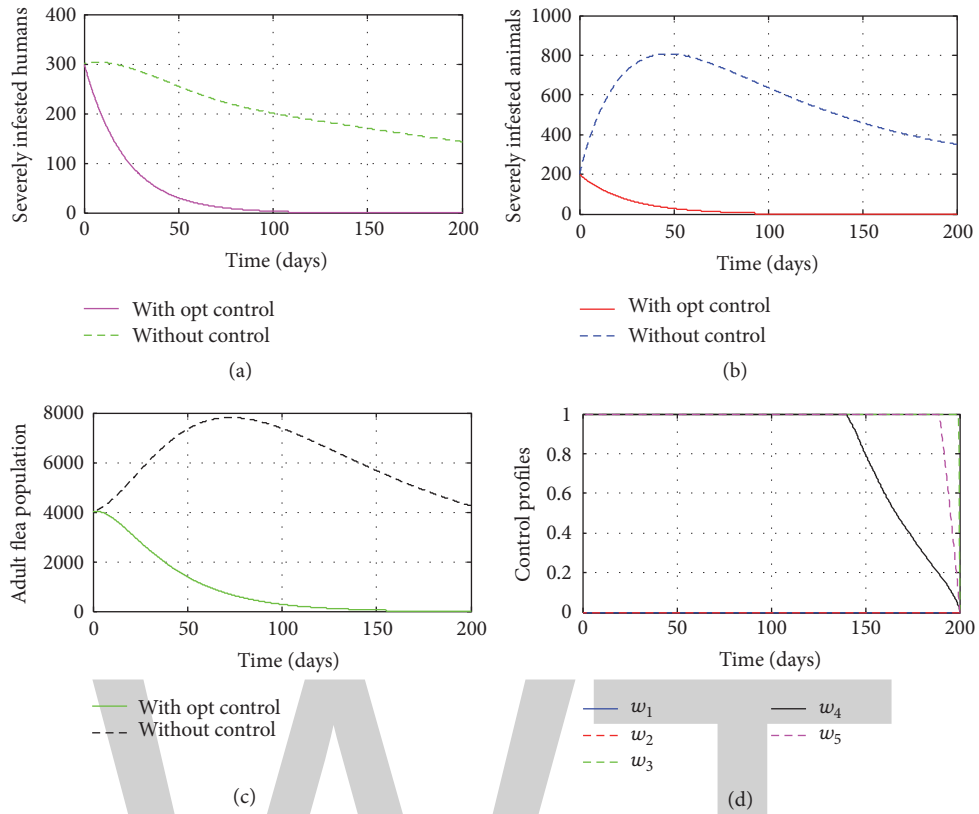 400
300
200
100
0
0 50 100 150 200
Severely infested humans
Time (days)
With opt control
Without control
(a)
1000
800
600
400
200
0
0 50 100 150 200
Severely infested animals
Time (days)
With opt control
Without control
(b)
8000
6000
4000
2000
0
0 50 100 150 200
Adult flea population
Time (days)
With opt control
Without control
(c)
1
0.8
0.6
0.4
0.2
0
0 50 100 150 200
Control profiles
Time (days)
w₁
w₂
w₃
w₄
w₅
(d)